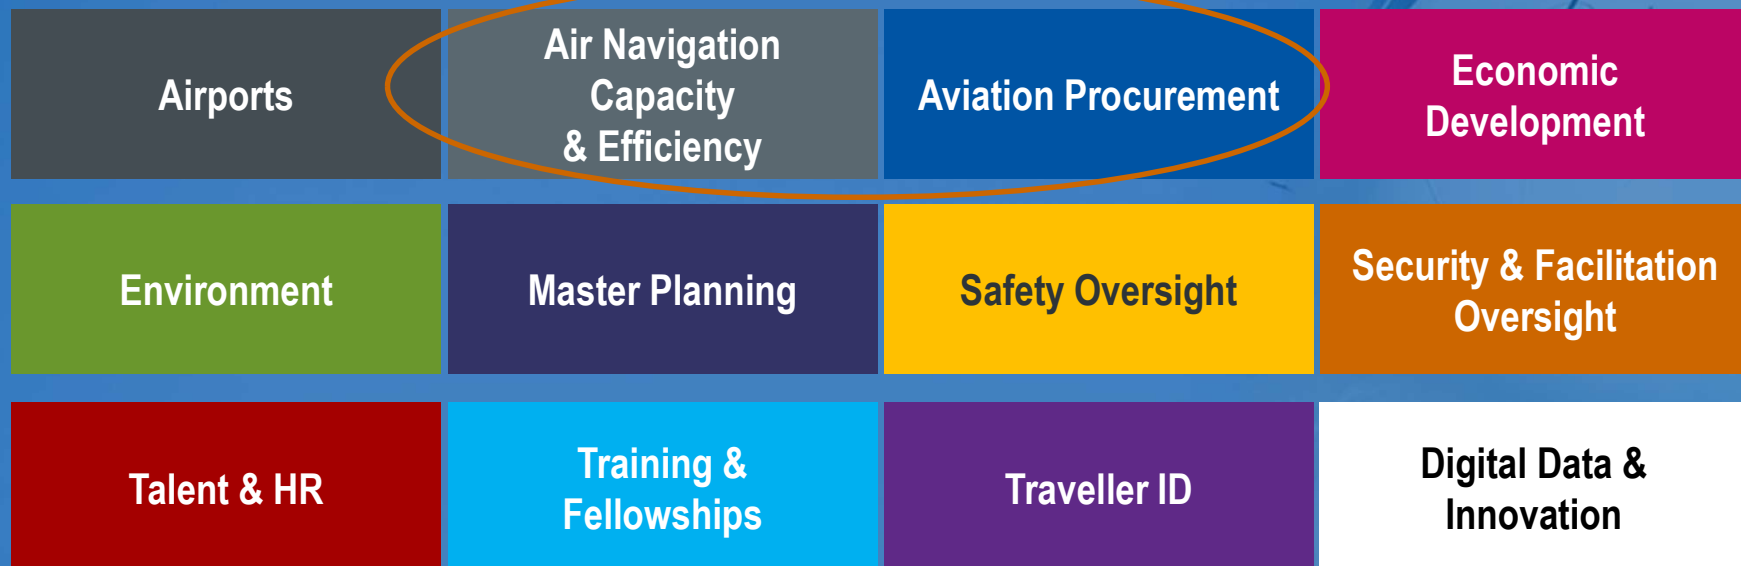 Airports
Air Navigation
Capacity
& Efficiency
Aviation Procurement
Economic
Development
Environment
Master Planning
Safety Oversight
Security & Facilitation
Oversight
Talent & HR
Training &
Fellowships
Traveller ID
Digital Data &
Innovation